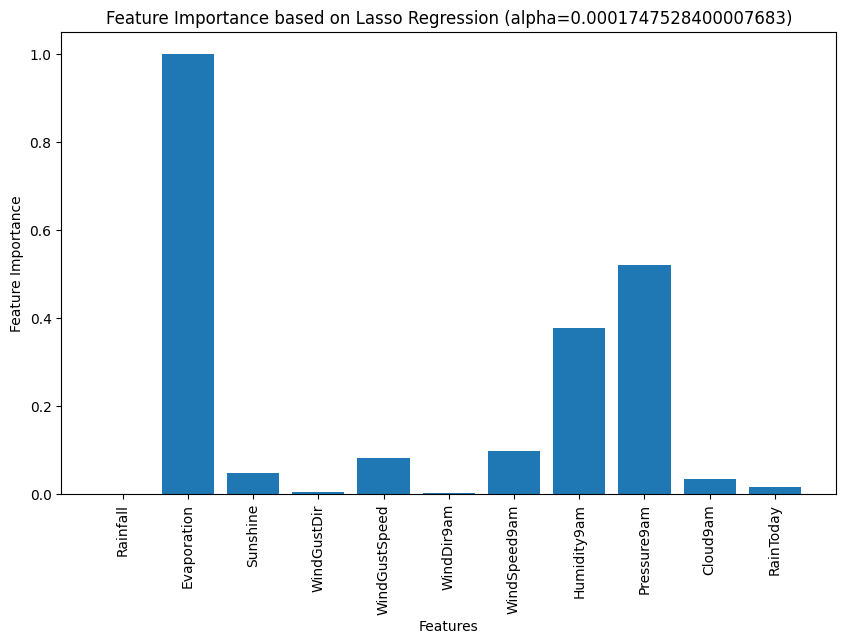 Feature Importance based on Lasso Regression (alpha=0.0001747528400007683)
Feature Importance
1.0
0.8
0.6
0.4
0.2
0.0
Rainfall
Evaporation
Sunshine
WindGustDir
WindGustSpeed
WindDir9am
WindSpeed9am
Humidity9am
Pressure9am
Cloud9am
RainToday
Features